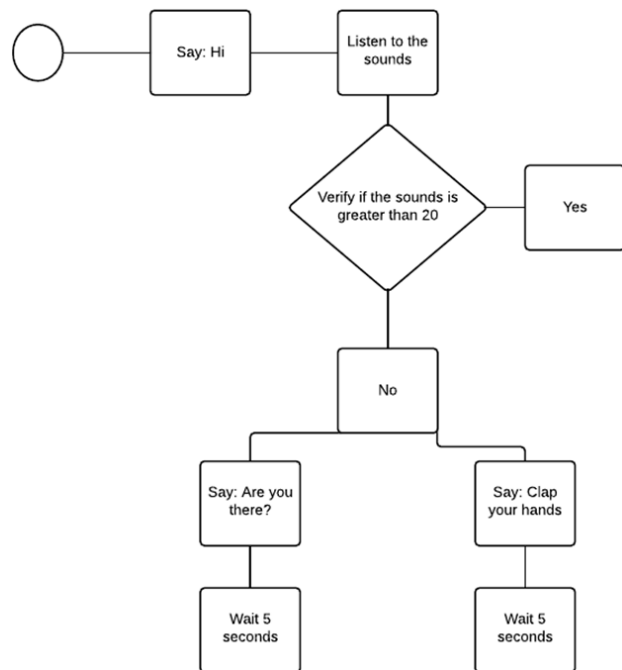 Say: Hi
Listen to the
sounds
Verify if the sounds is
greater than 20
Yes
No
Say: Are you
there?
Say: Clap
your hands
Wait 5
seconds
Wait 5
seconds